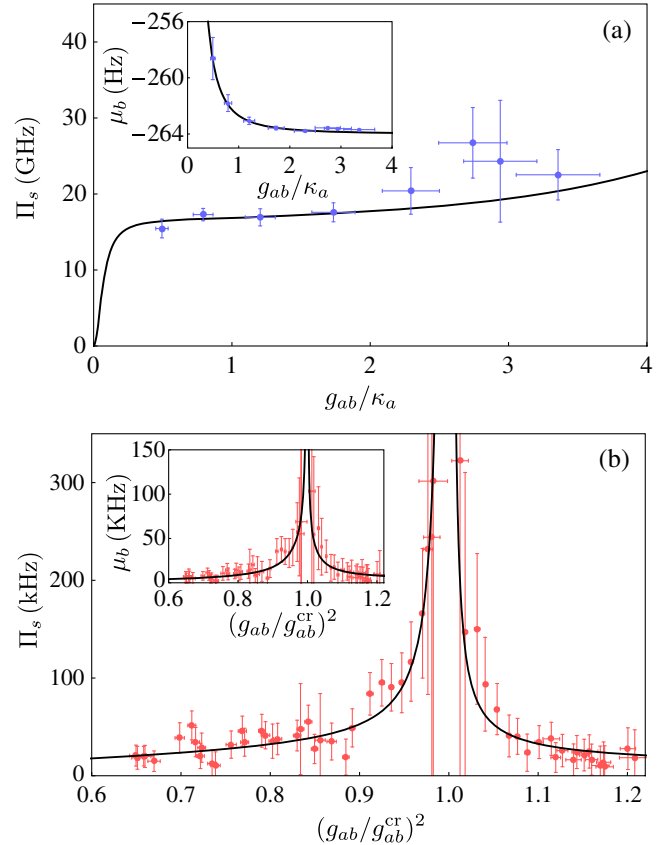 (a)
Π_s (GHz)
40
30
20
10
0
0 1 2 3 4
g_ab/κ_a
μ_b (Hz)
−256
−260
−264
0 1 2 3 4
g_ab/κ_a
(b)
Π_s (kHz)
300
200
100
0
0.6 0.7 0.8 0.9 1.0 1.1 1.2
(g_ab/g_ab^cr)^2
μ_b (KHz)
150
100
50
0
0.6 0.8 1.0 1.2
(g_ab/g_ab^cr)^2